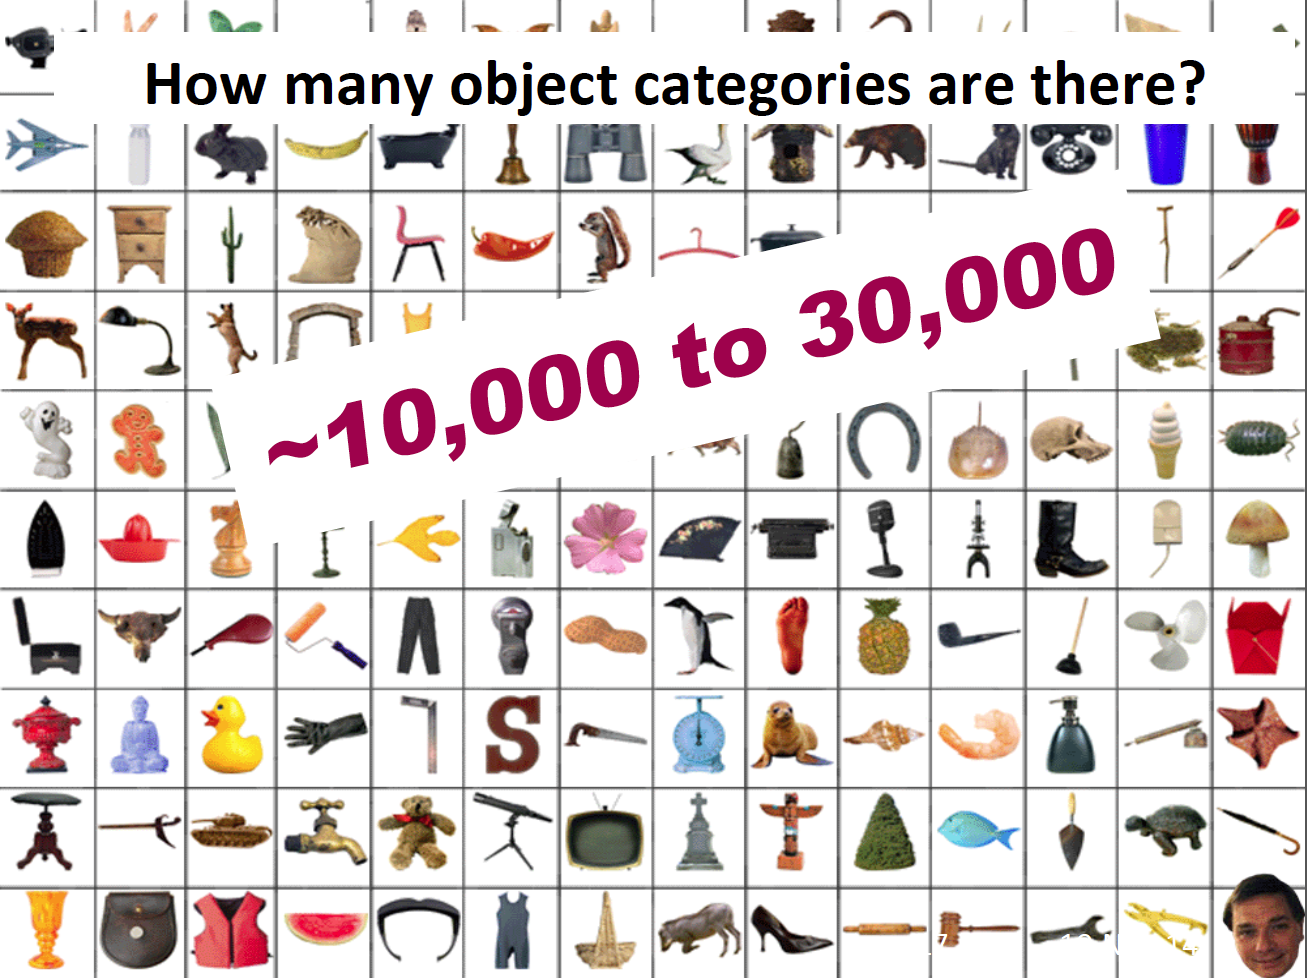 How many object categories are there?
~10,000 to 30,000
S